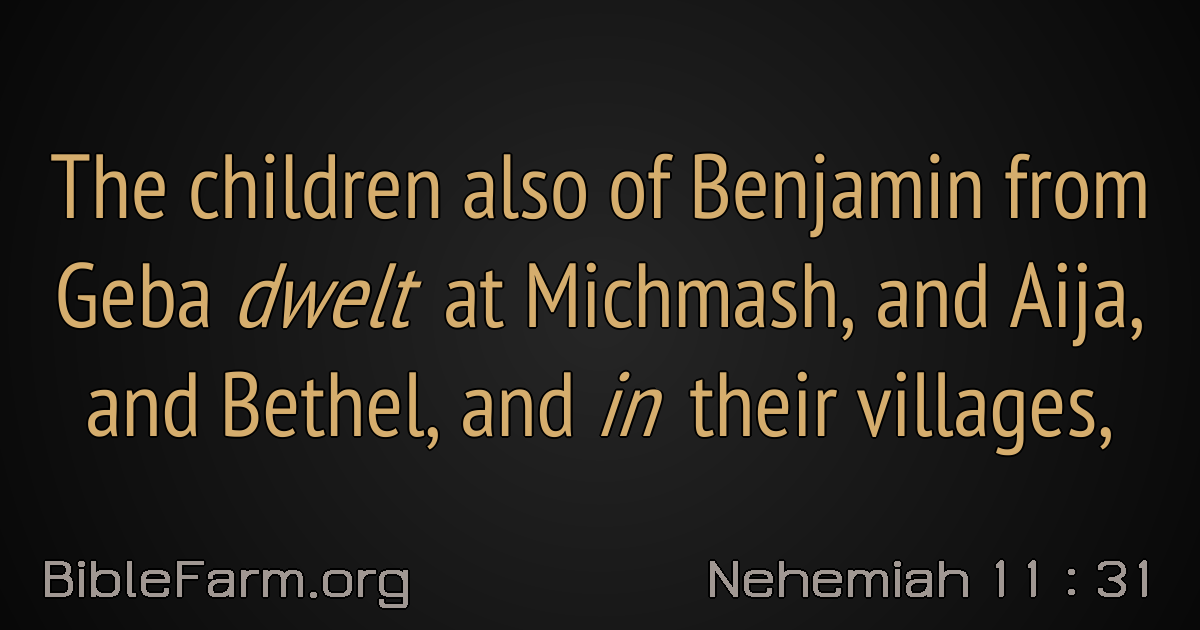 The children also of Benjamin from
Geba dwelt at Michmash, and Aija,
and Bethel, and in their villages,
BibleFarm.org
Nehemiah 11 : 31